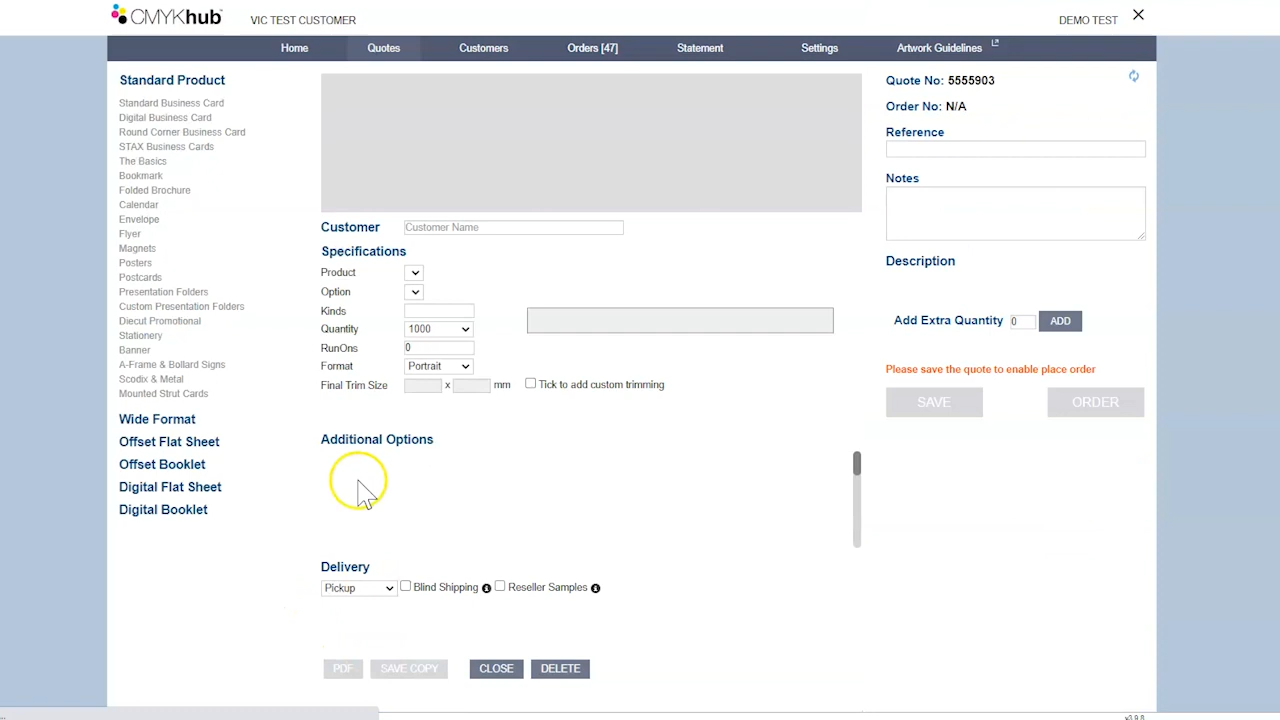 CMYKhub™ VIC TEST CUSTOMER DEMO TEST
Home Quotes Customers Orders [47] Statement Settings Artwork Guidelines
Standard Product
Standard Business Card
Digital Business Card
Round Corner Business Card
STAX Business Cards
The Basics
Bookmark
Folded Brochure
Calendar
Envelope
Flyer
Magnets
Posters
Postcards
Presentation Folders
Custom Presentation Folders
Diecut Promotional
Stationery
Banner
A-Frame & Bollard Signs
Scodix & Metal
Mounted Strut Cards
Wide Format
Offset Flat Sheet
Offset Booklet
Digital Flat Sheet
Digital Booklet
Customer Customer Name
Specifications
Product
Option
Kinds
Quantity 1000
RunOns 0
Format Portrait
Final Trim Size x mm Tick to add custom trimming
Additional Options
Delivery
Pickup Blind Shipping Reseller Samples
PDF SAVE COPY CLOSE DELETE
Quote No: 5555903
Order No: N/A
Reference
Notes
Description
Add Extra Quantity 0 ADD
Please save the quote to enable place order
SAVE ORDER
v3.9.8